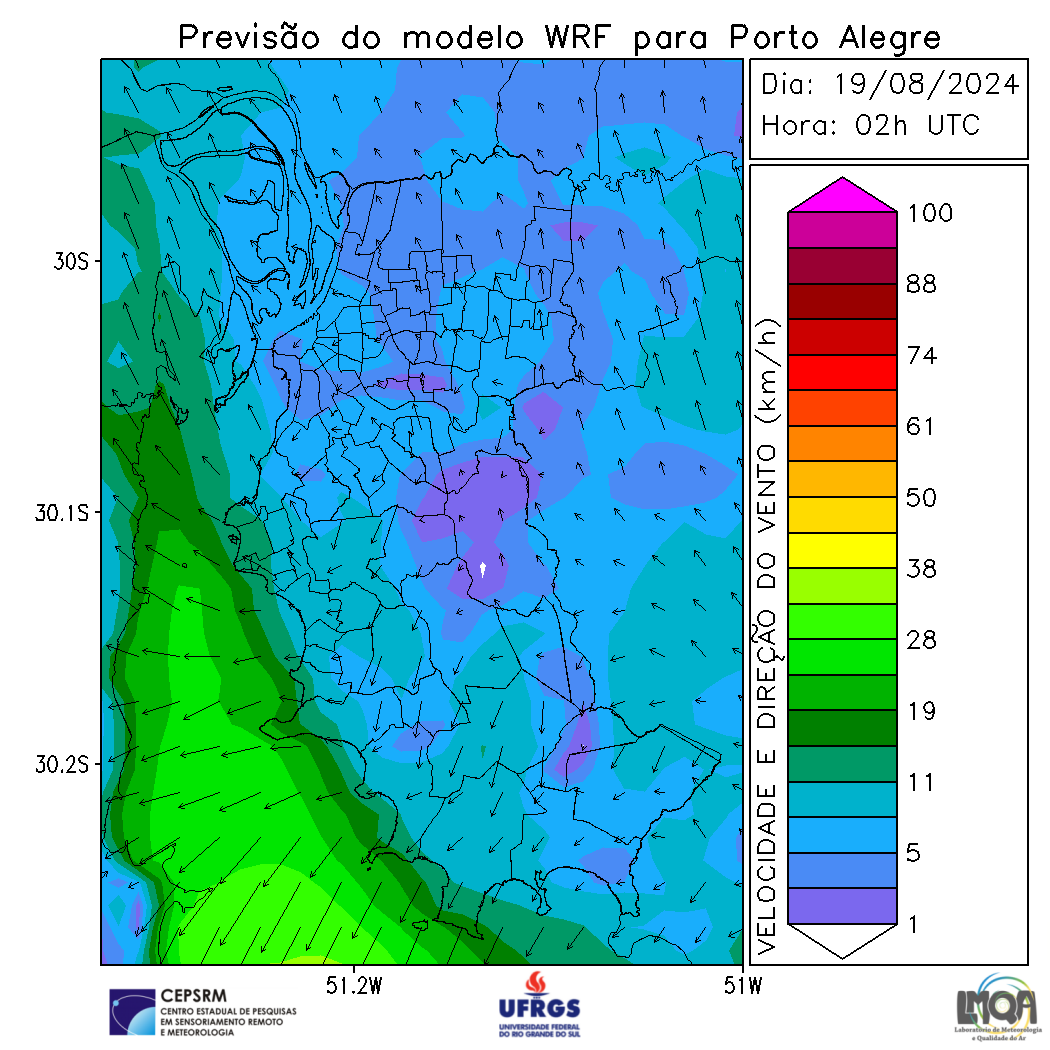 Previsão do modelo WRF para Porto Alegre
Dia: 19/08/2024
Hora: 02h UTC
30S
30.1S
30.2S
51.2W
51W
VELOCIDADE E DIREÇÃO DO VENTO (km/h)
100
88
74
61
50
38
28
19
11
5
1
CEPSRM
CENTRO ESTADUAL DE PESQUISAS
EM SENSORIAMENTO REMOTO
E METEOROLOGIA
UFRGS
UNIVERSIDADE FEDERAL
DO RIO GRANDE DO SUL
LMQA
Laboratório de Meteorologia
e Qualidade do Ar